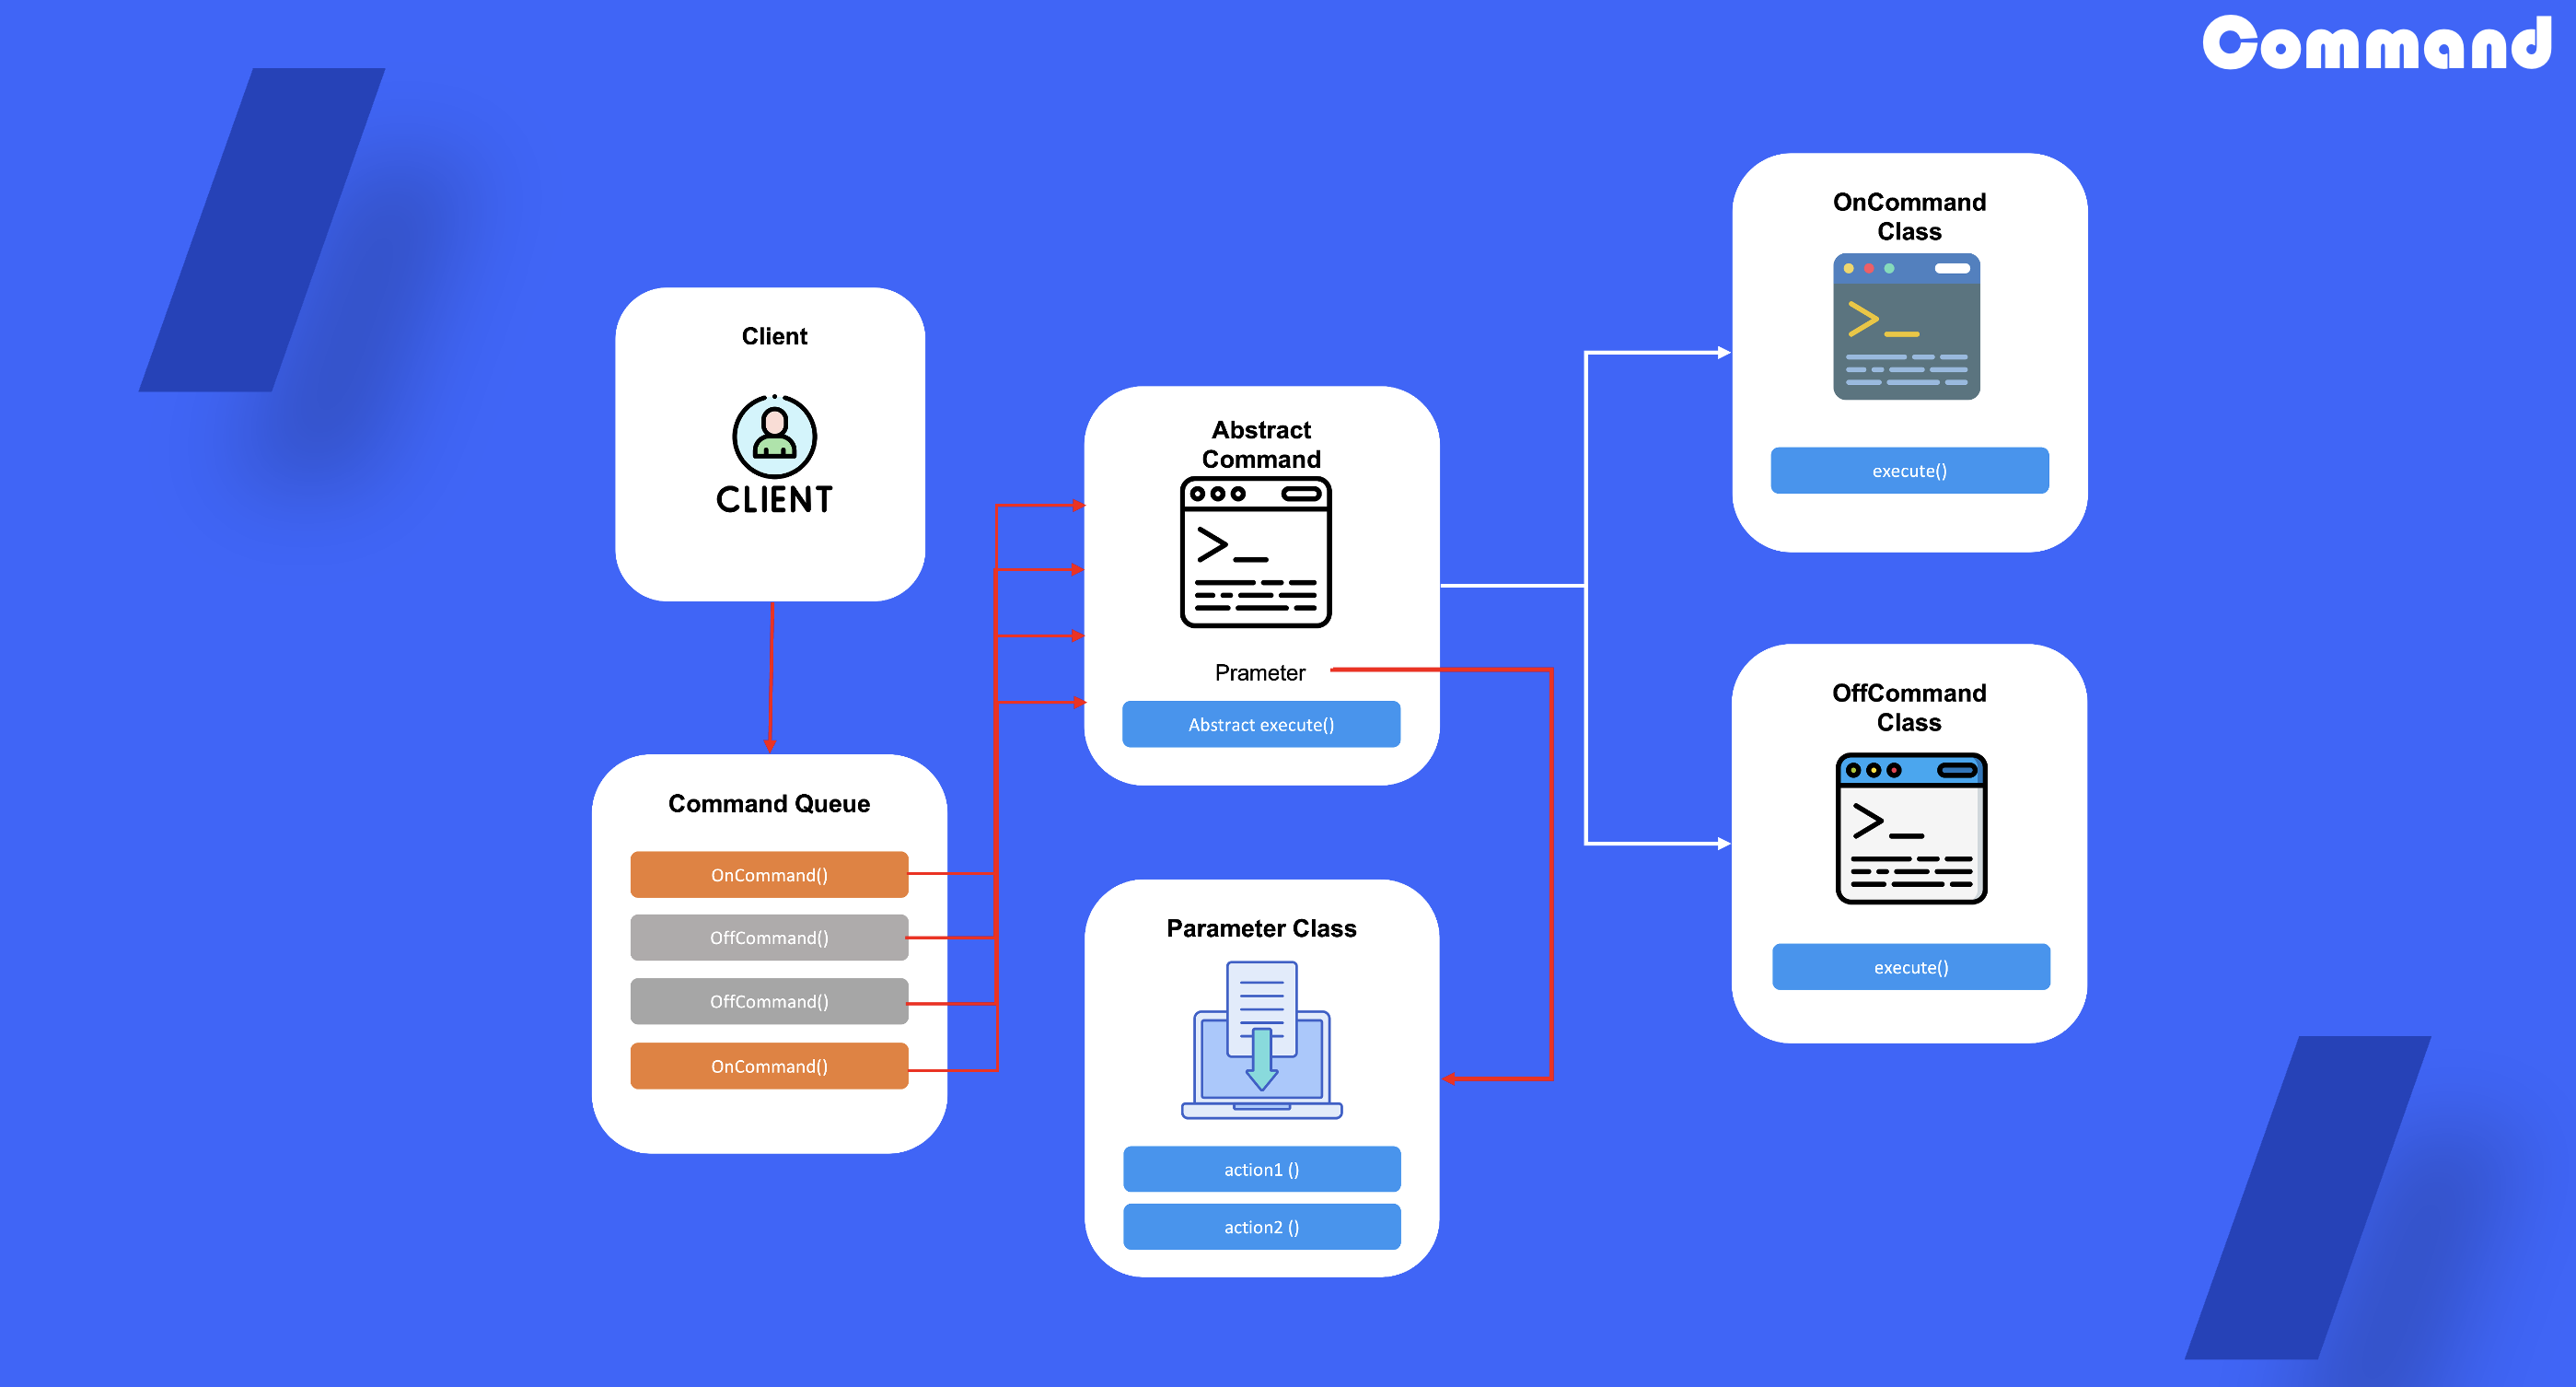 Command
Client
CLIENT
Command Queue
OnCommand()
OffCommand()
OffCommand()
OnCommand()
Abstract
Command
Prameter
Abstract execute()
Parameter Class
action1 ()
action2 ()
OnCommand
Class
execute()
OffCommand
Class
execute()